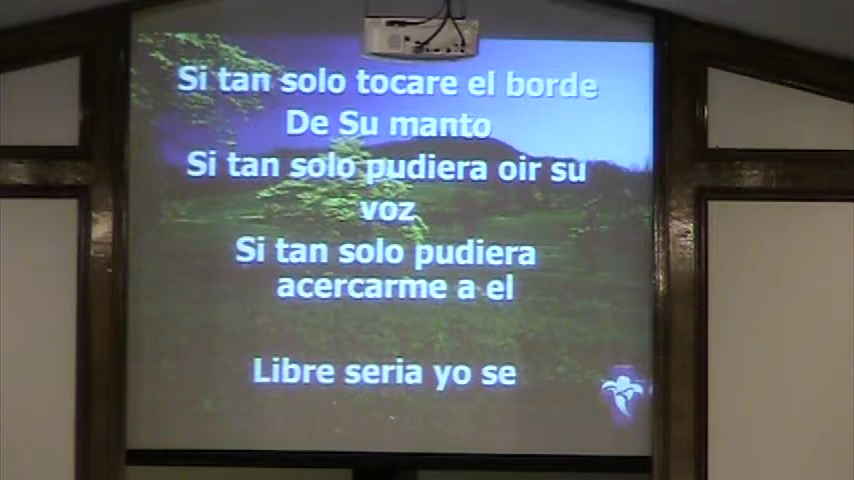 Si tan solo tocare el borde
De Su manto
Si tan solo pudiera oir su
voz
Si tan solo pudiera
acercarme a el
Libre seria yo se